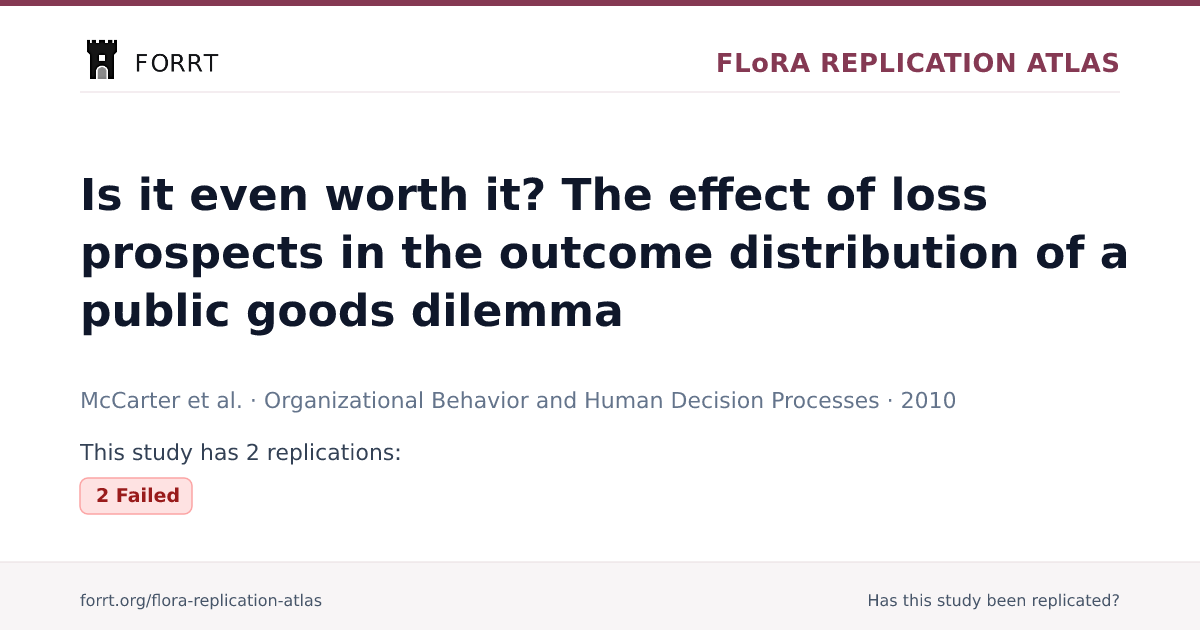 FORRT
FLoRA REPLICATION ATLAS
Is it even worth it? The effect of loss
prospects in the outcome distribution of a
public goods dilemma
McCarter et al. · Organizational Behavior and Human Decision Processes · 2010
This study has 2 replications:
2 Failed
forrt.org/flora-replication-atlas
Has this study been replicated?